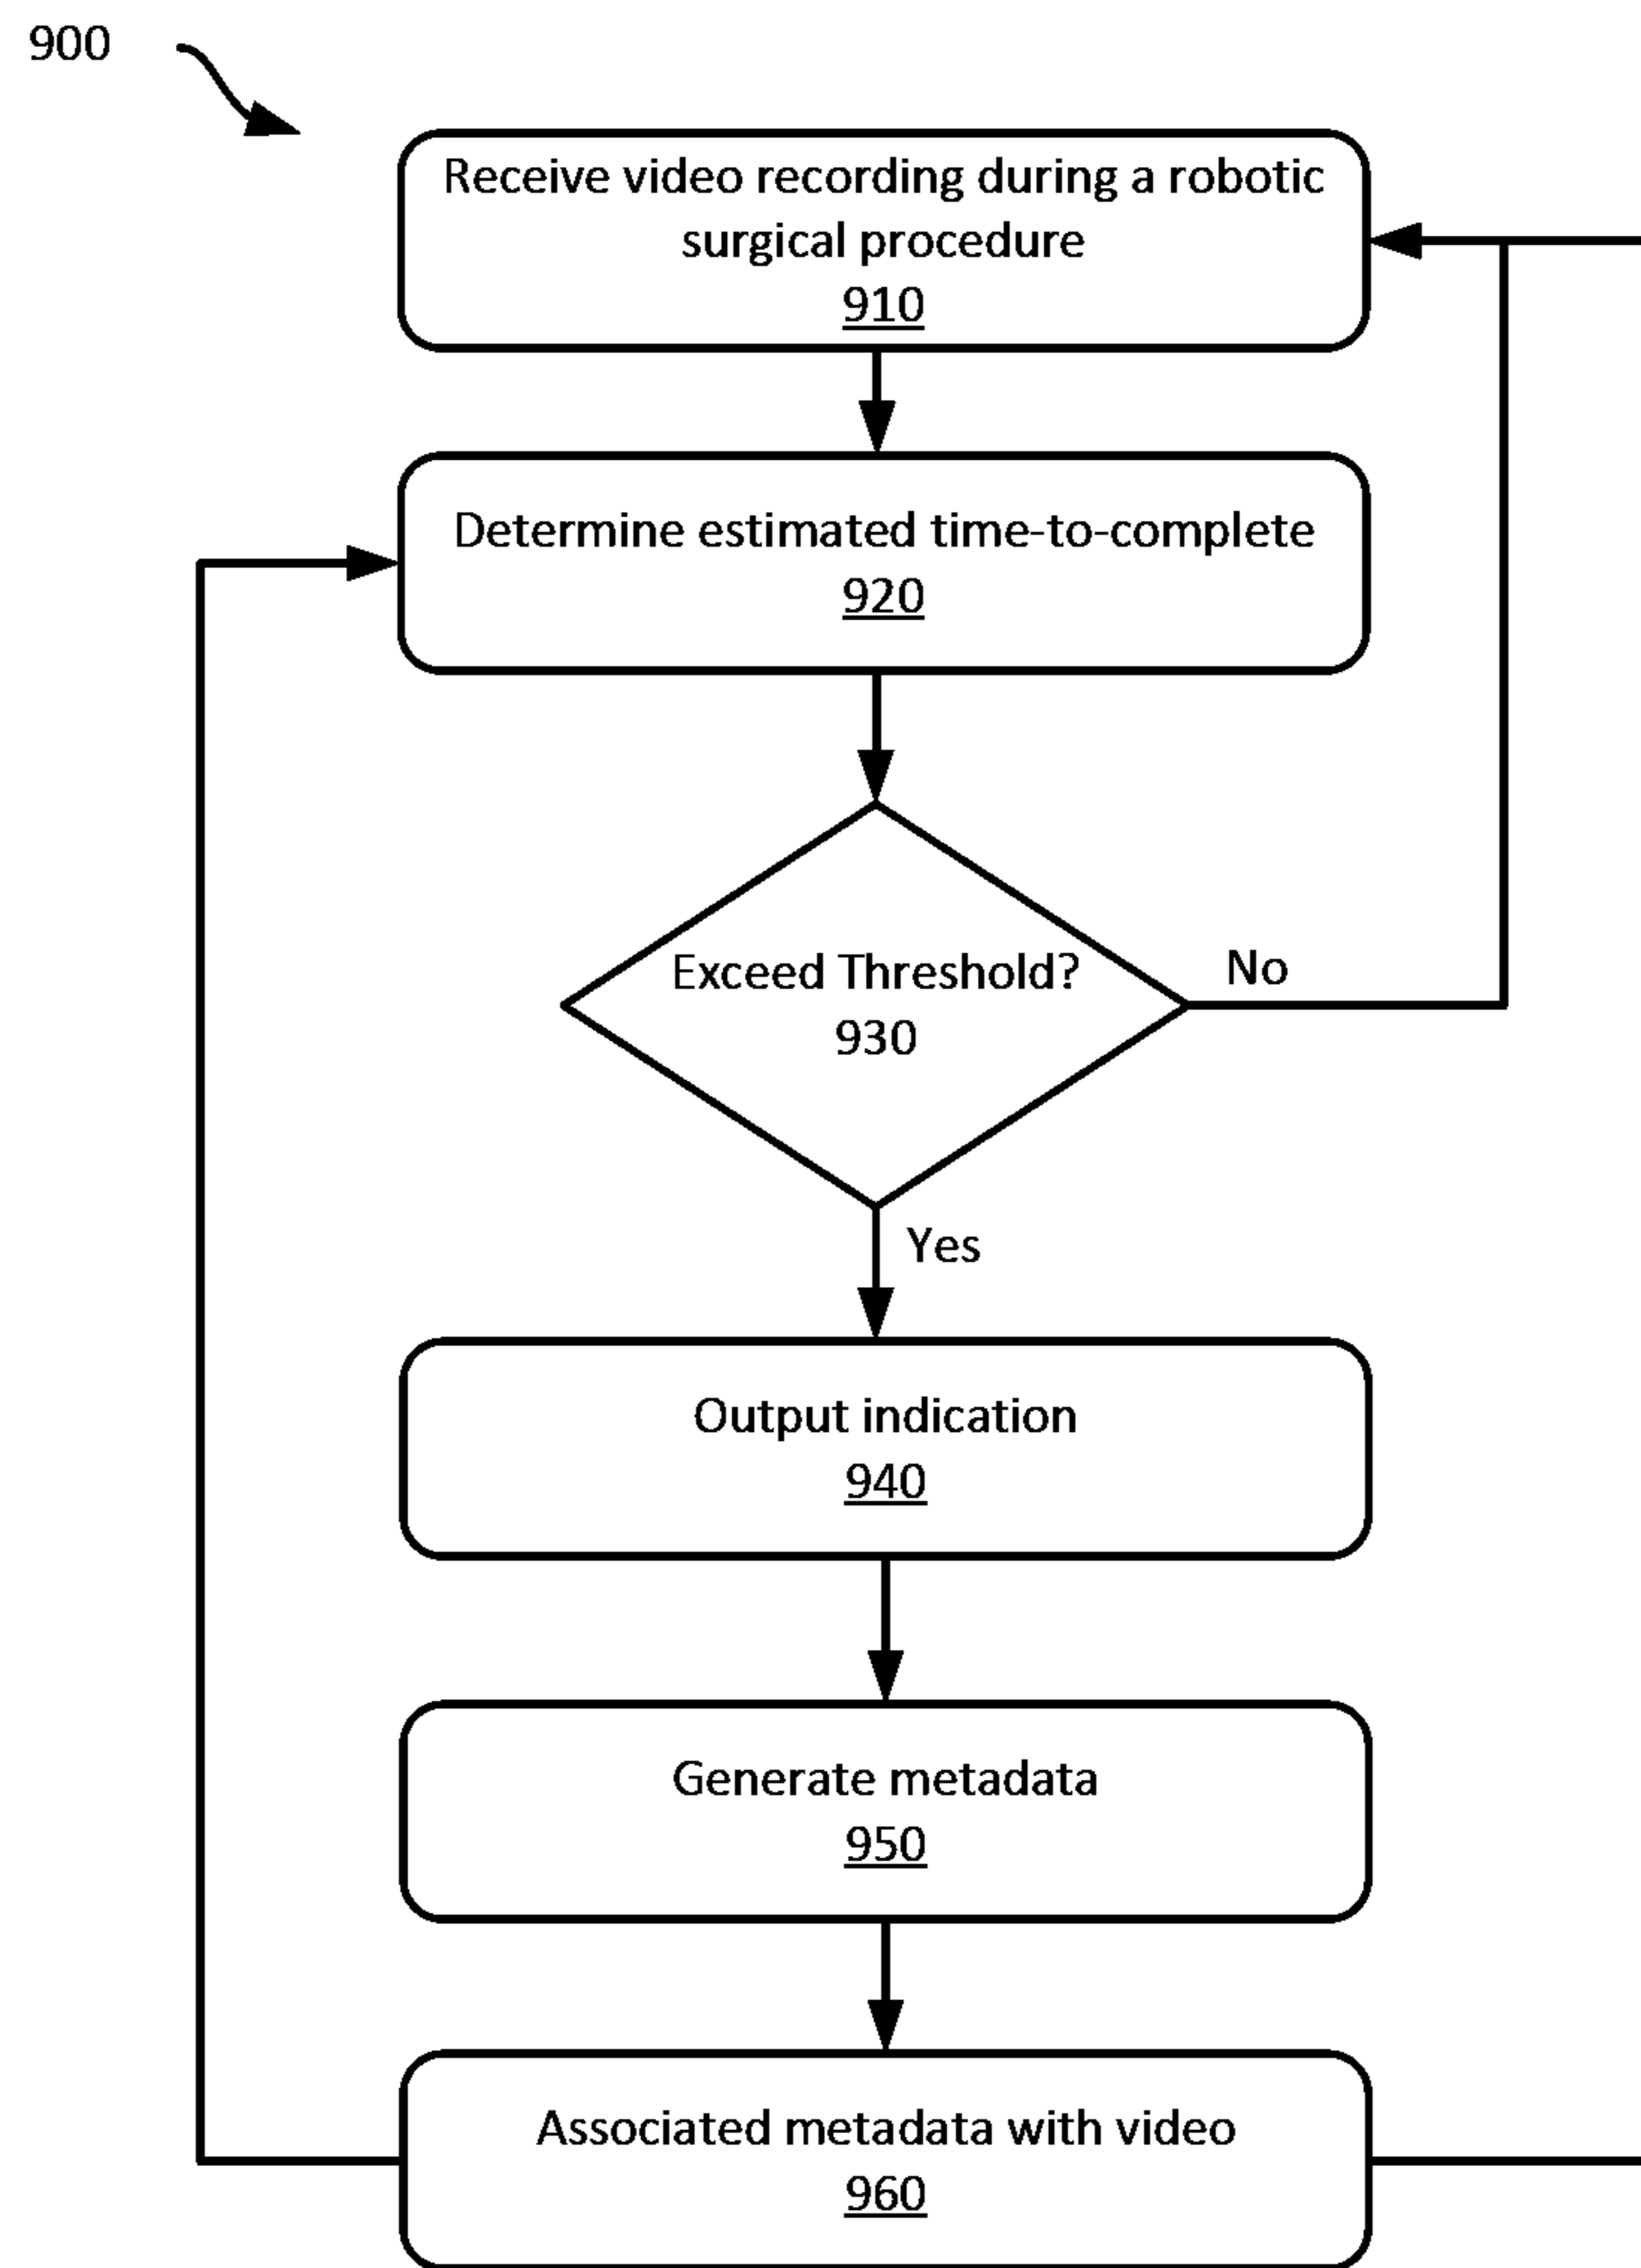 900
Receive video recording during a robotic
surgical procedure
910
Determine estimated time-to-complete
920
Exceed Threshold?
930
No
Yes
Output indication
940
Generate metadata
950
Associated metadata with video
960